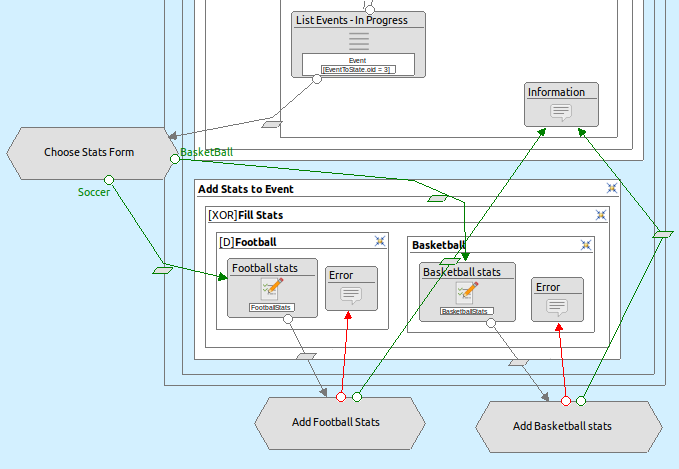 List Events - In Progress
Event
[EventToState.oid = 3]
Information
Choose Stats Form
BasketBall
Soccer
Add Stats to Event
[XOR]Fill Stats
[D]Football
Basketball
Football stats
Error
FootballStats
Basketball stats
Error
BasketballStats
Add Football Stats
Add Basketball stats